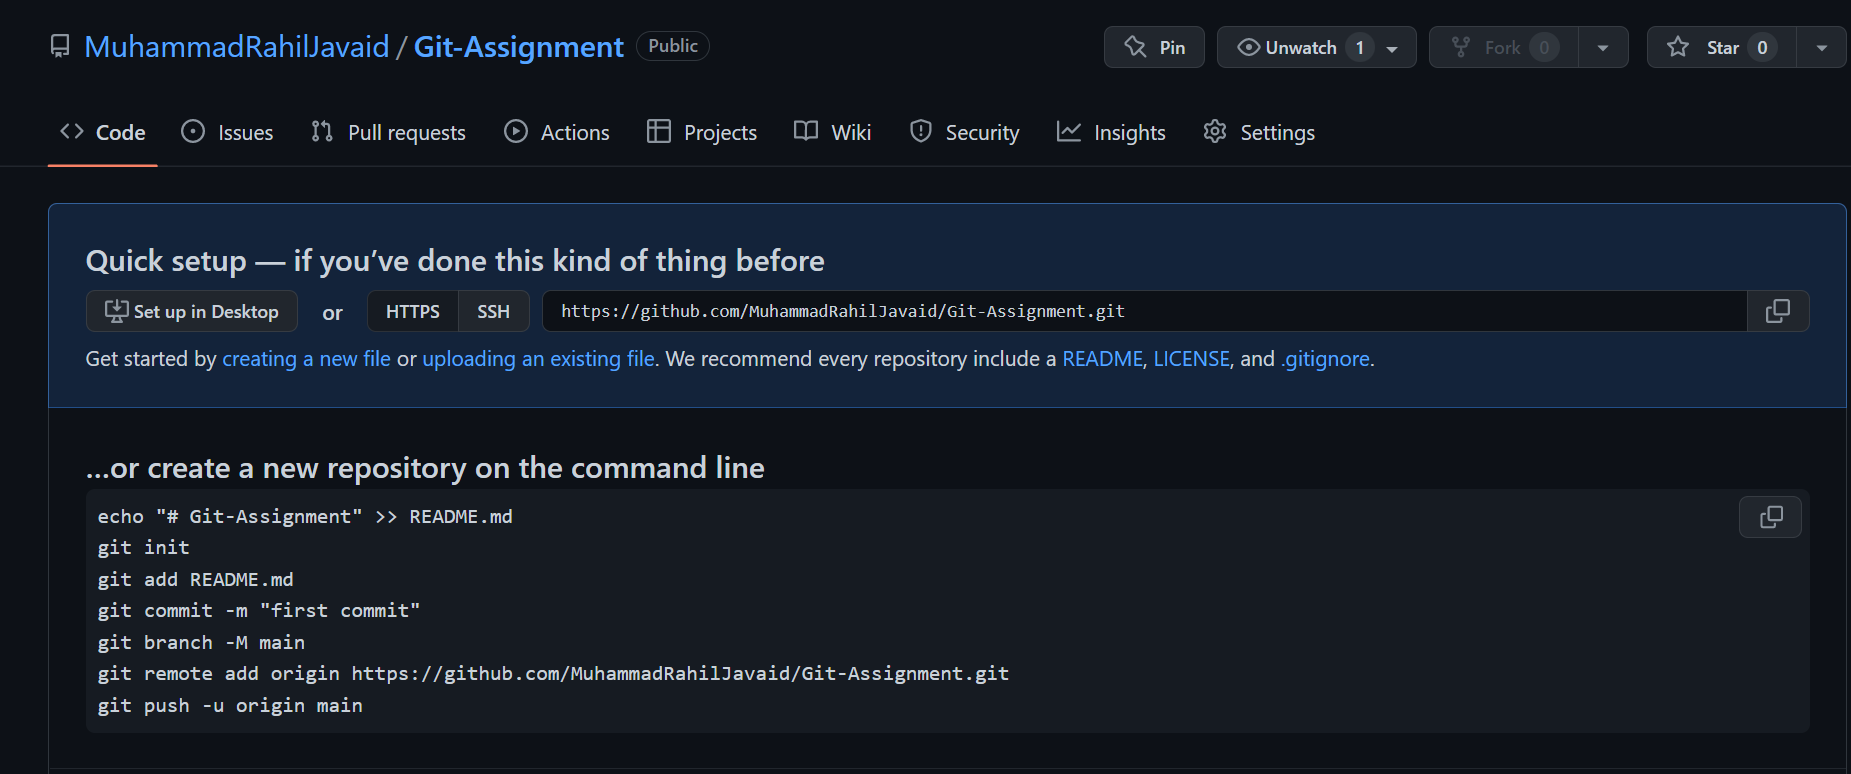 MuhammadRahilJavaid / Git-Assignment Public Pin Unwatch 1 Fork 0 Star 0
Code Issues Pull requests Actions Projects Wiki Security Insights Settings
Quick setup — if you’ve done this kind of thing before
Set up in Desktop or HTTPS SSH https://github.com/MuhammadRahilJavaid/Git-Assignment.git
Get started by creating a new file or uploading an existing file. We recommend every repository include a README, LICENSE, and .gitignore.
…or create a new repository on the command line
echo "# Git-Assignment" >> README.md
git init
git add README.md
git commit -m "first commit"
git branch -M main
git remote add origin https://github.com/MuhammadRahilJavaid/Git-Assignment.git
git push -u origin main